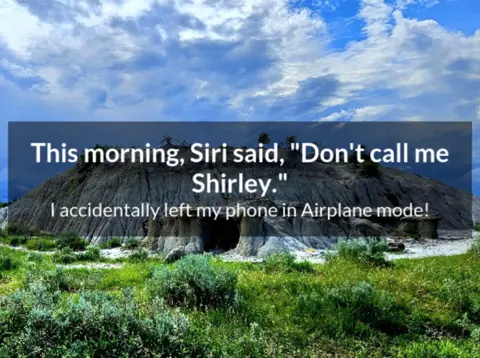 This morning, Siri said, "Don't call me
Shirley."
I accidentally left my phone in Airplane mode!